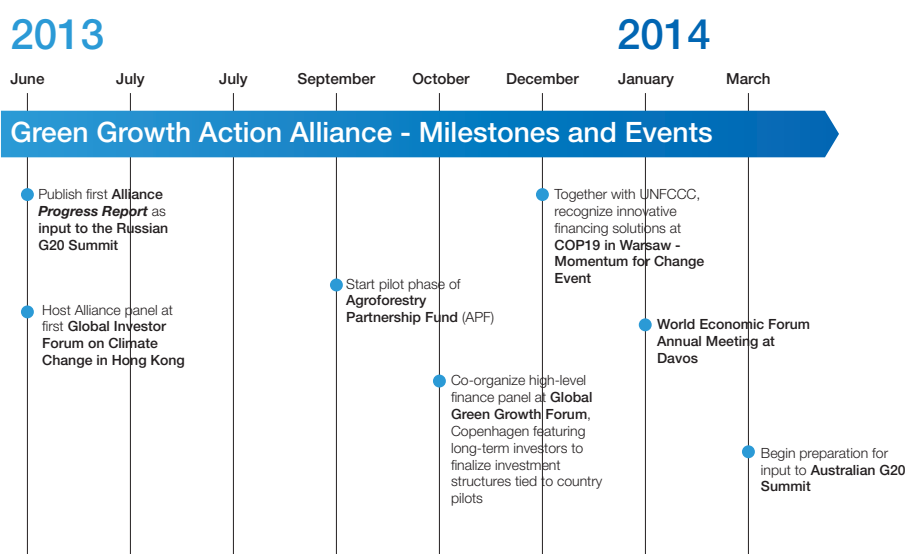 2013
2014
June
July
July
September
October
December
January
March
Green Growth Action Alliance - Milestones and Events
Publish first Alliance
Progress Report as
input to the Russian
G20 Summit
Host Alliance panel at
first Global Investor
Forum on Climate
Change in Hong Kong
Start pilot phase of
Agroforestry
Partnership Fund (APF)
Co-organize high-level
finance panel at Global
Green Growth Forum,
Copenhagen featuring
long-term investors to
finalize investment
structures tied to country
pilots
Together with UNFCCC,
recognize innovative
financing solutions at
COP19 in Warsaw -
Momentum for Change
Event
World Economic Forum
Annual Meeting at
Davos
Begin preparation for
input to Australian G20
Summit